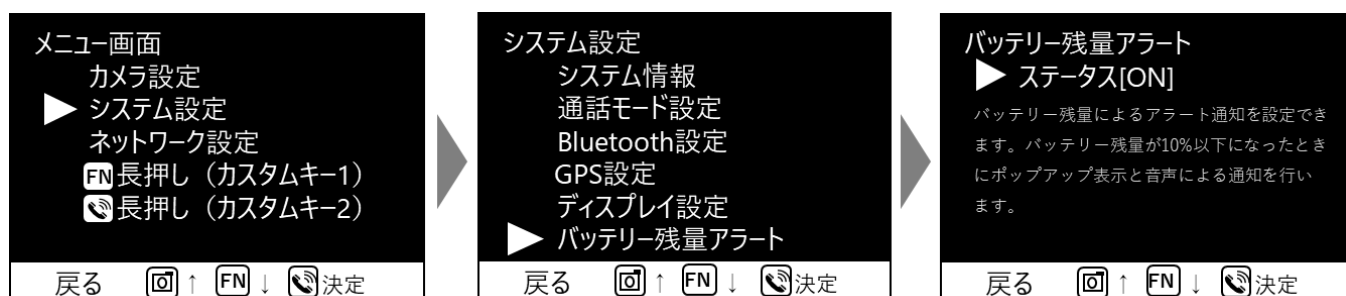 メニュー画面
カメラ設定
システム設定
ネットワーク設定
FN長押し（カスタムキー1）
長押し（カスタムキー2）
戻る ↑ FN ↓ 決定
システム設定
システム情報
通話モード設定
Bluetooth設定
GPS設定
ディスプレイ設定
バッテリー残量アラート
戻る ↑ FN ↓ 決定
バッテリー残量アラート
ステータス[ON]
バッテリー残量によるアラート通知を設定でき
ます。バッテリー残量が10%以下になったとき
にポップアップ表示と音声による通知を行い
ます。
戻る ↑ FN ↓ 決定